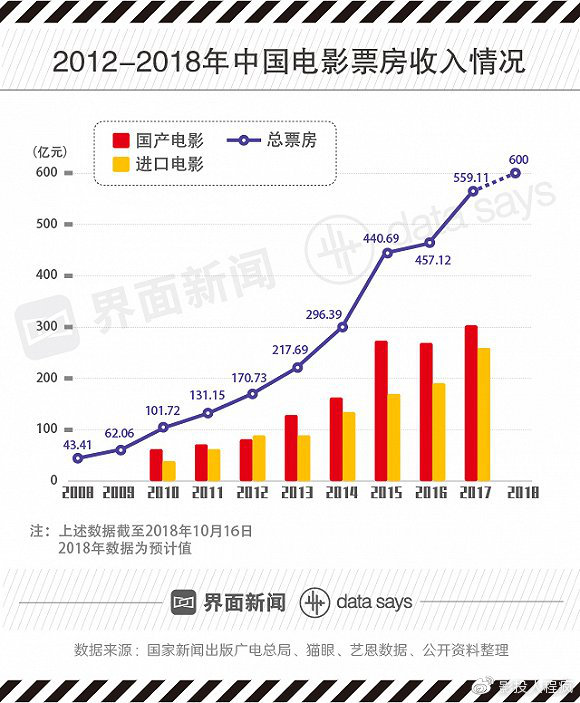 2012-2018年中国电影票房收入情况
国产电影
总票房
进口电影
(亿元)
600
500
400
300
200
100
0
43.41
62.06
101.72
131.15
170.73
217.69
296.39
440.69
457.12
559.11
600
2008
2009
2010
2011
2012
2013
2014
2015
2016
2017
2018
界面新闻
data says
注：上述数据截至2018年10月16日
2018年数据为预计值
界面新闻
data says
数据来源：国家新闻出版广电总局、猫眼、艺恩数据、公开资料整理